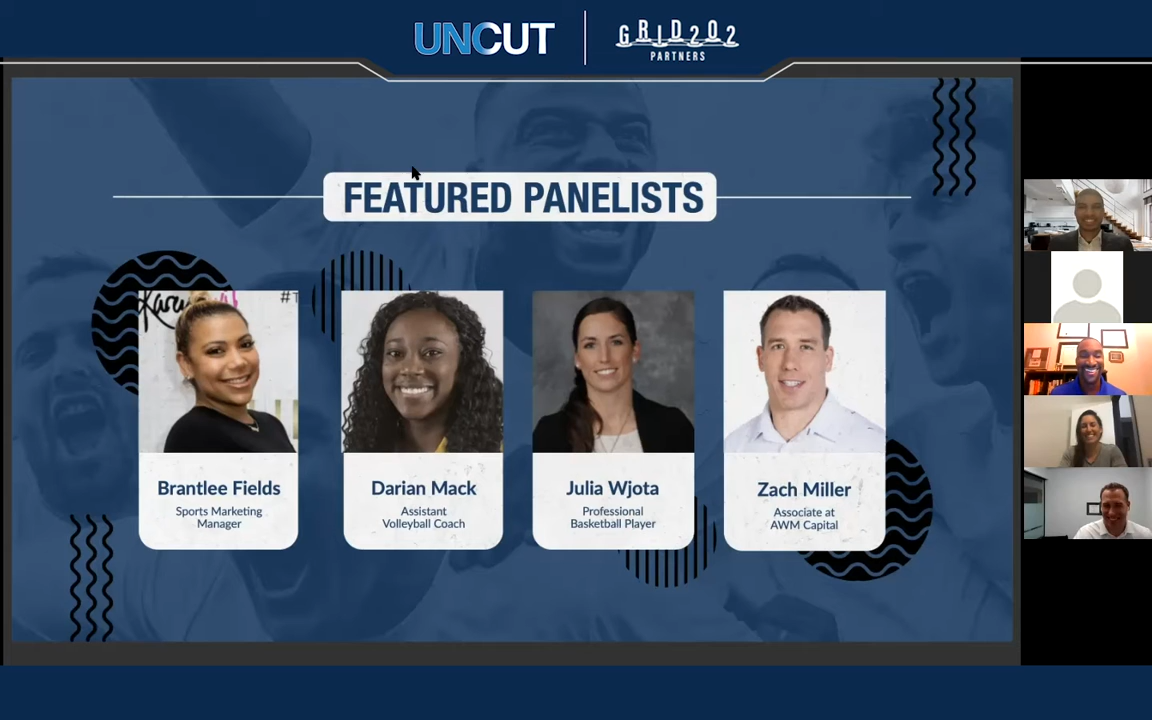 UNCUT
GRID202
PARTNERS
FEATURED PANELISTS
#T
Brantlee Fields
Sports Marketing
Manager
Darian Mack
Assistant
Volleyball Coach
Julia Wjota
Professional
Basketball Player
Zach Miller
Associate at
AWM Capital